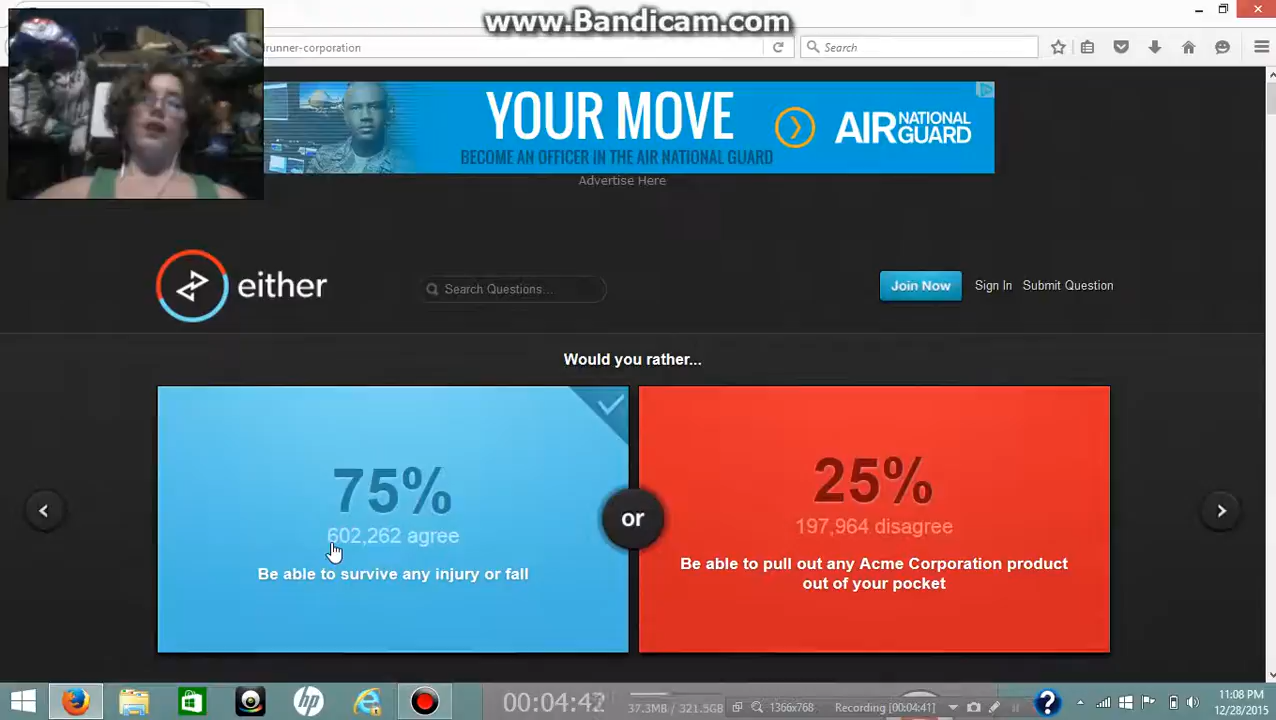 www.Bandicam.com
runner-corporation
Search
YOUR MOVE
BECOME AN OFFICER IN THE AIR NATIONAL GUARD
AIR NATIONAL GUARD
Advertise Here
either
Search Questions...
Join Now
Sign In
Submit Question
Would you rather...
75%
602,262 agree
Be able to survive any injury or fall
or
25%
197,964 disagree
Be able to pull out any Acme Corporation product
out of your pocket
hp
00:04:42
37.3MB / 321.5GB
1366x768
Recording [00:04:41]
?
11:08 PM
12/28/2015